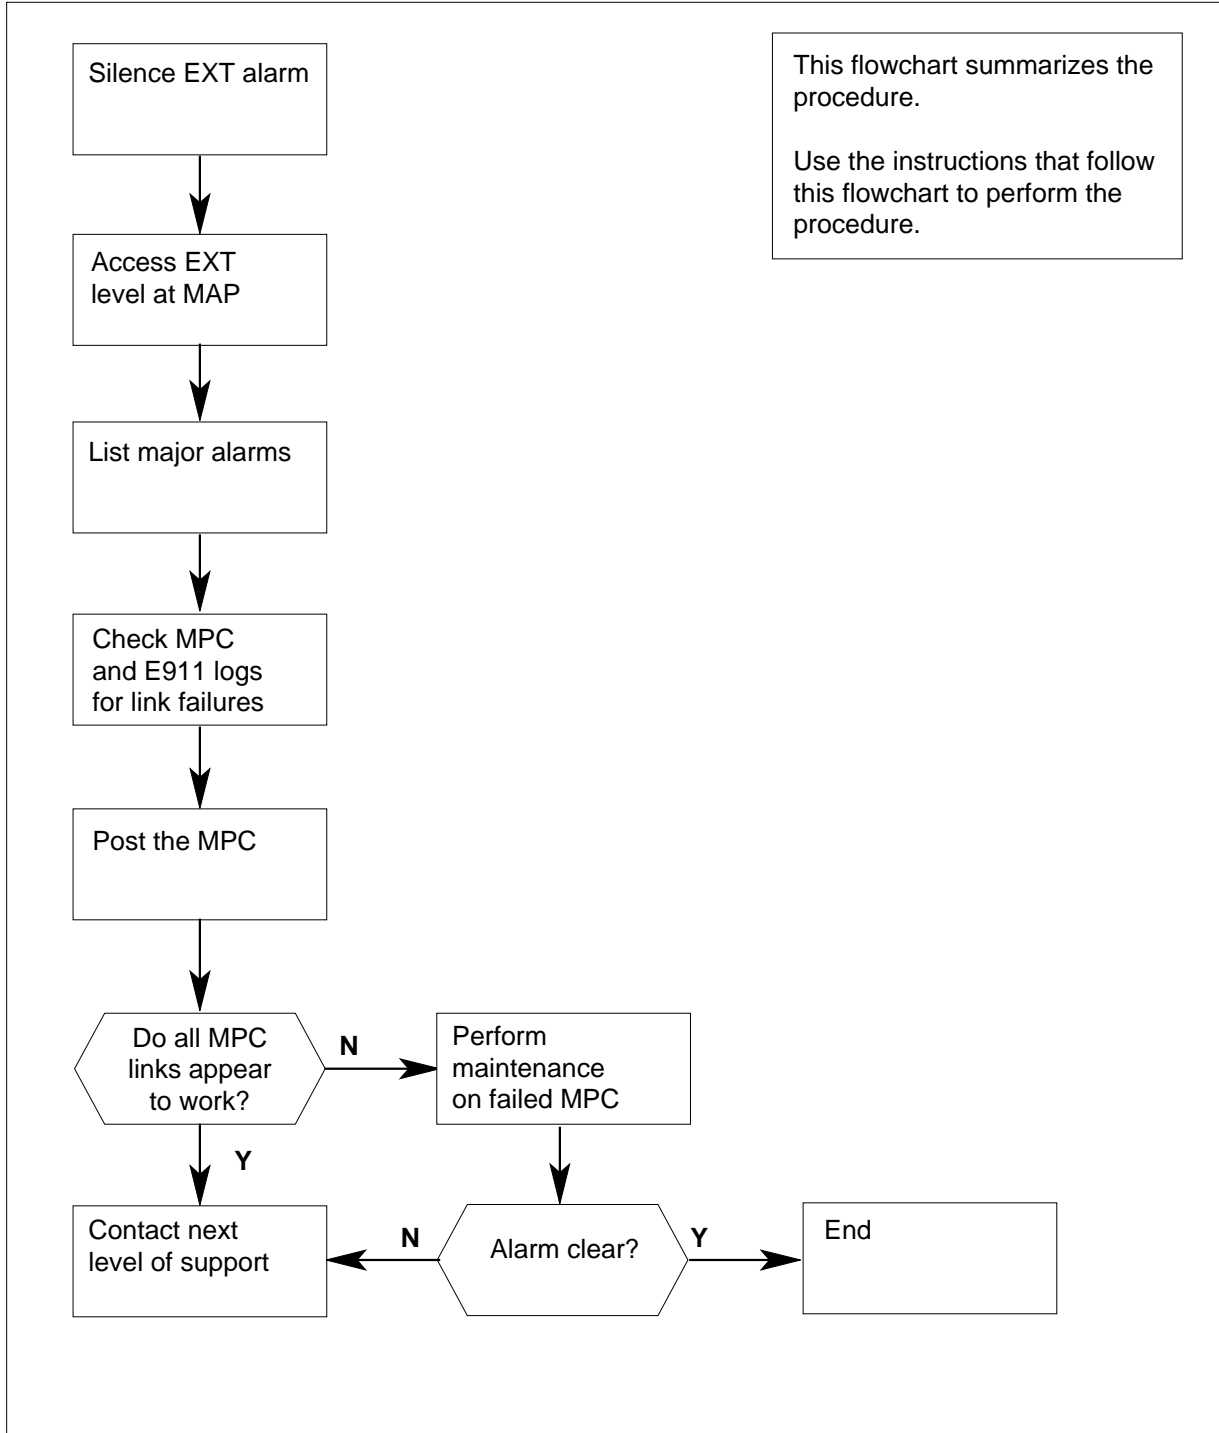 Silence EXT alarm
This flowchart summarizes the
procedure.
Use the instructions that follow
this flowchart to perform the
procedure.
Access EXT
level at MAP
List major alarms
Check MPC
and E911 logs
for link failures
Post the MPC
Do all MPC
links appear
to work?
N
Perform
maintenance
on failed MPC
Y
Contact next
level of support
N
Alarm clear?
Y
End